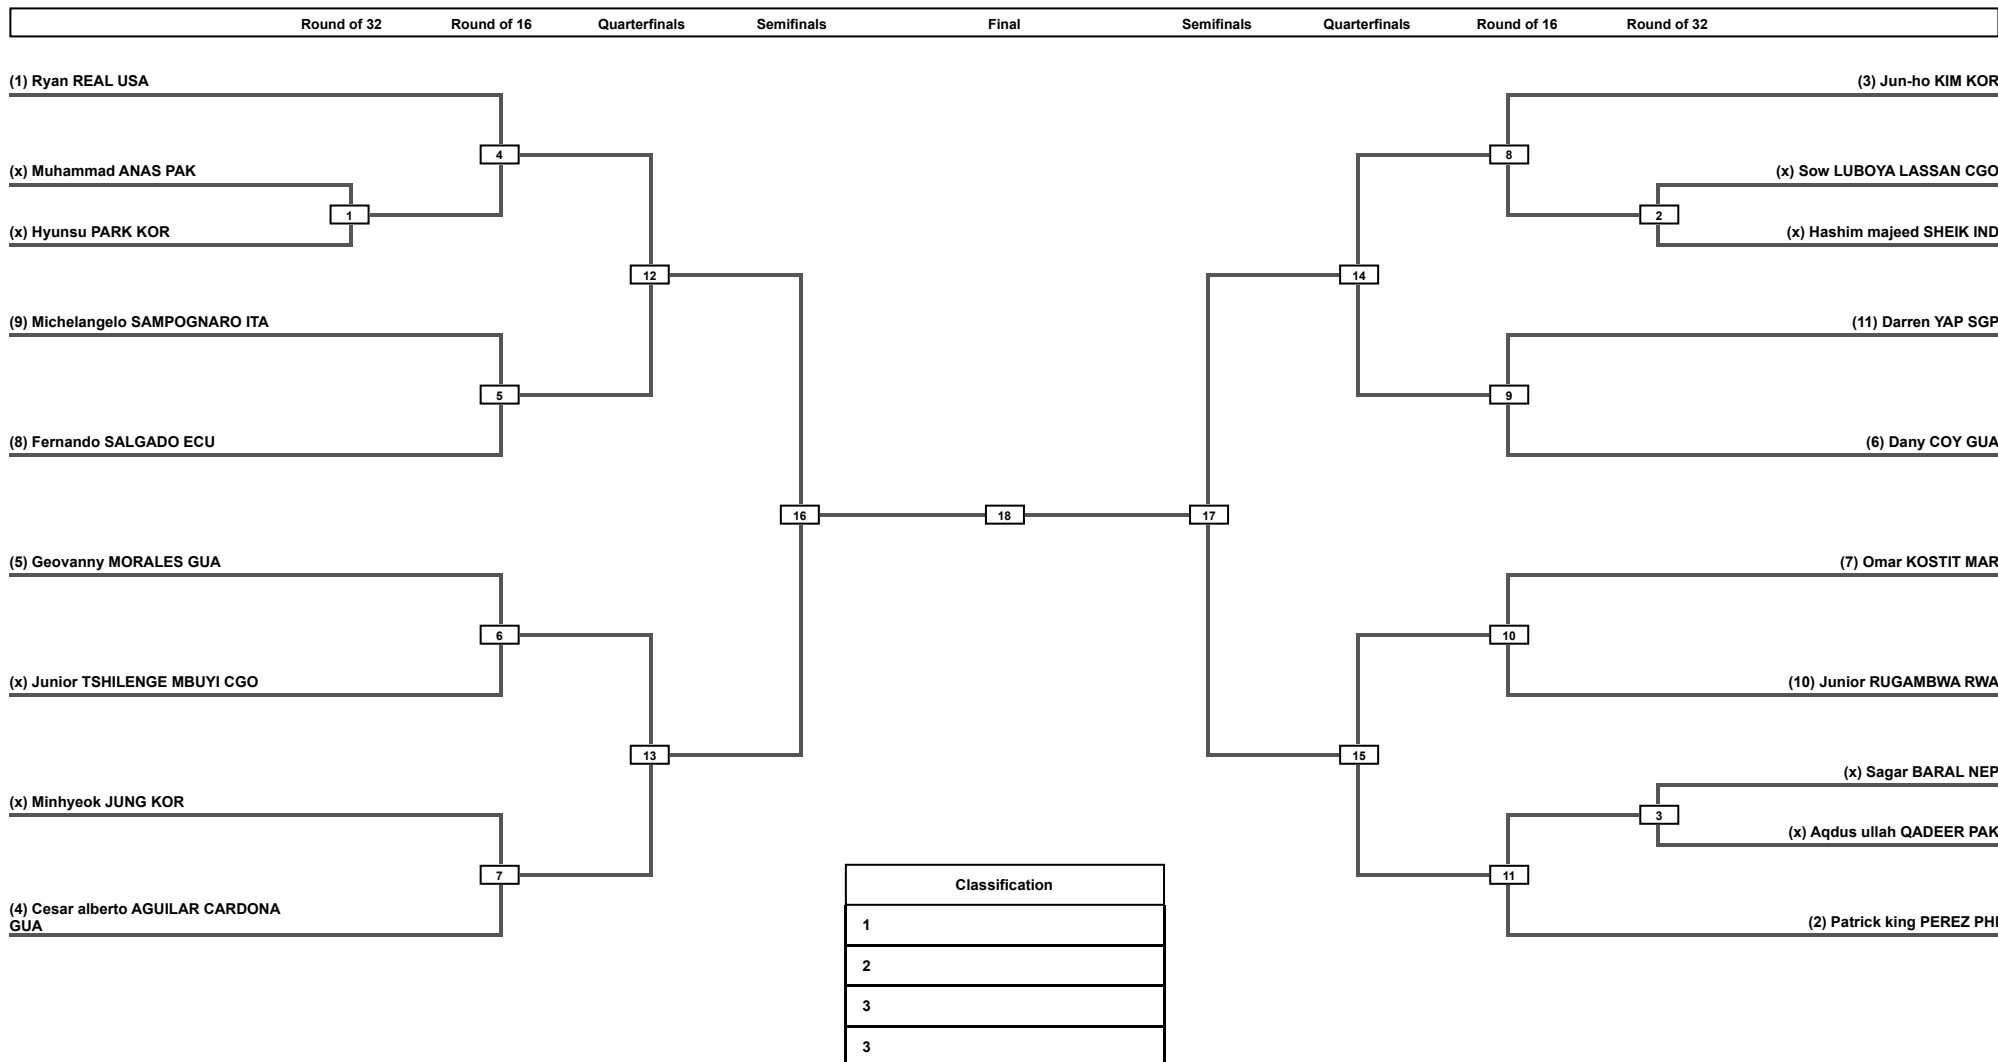 Round of 32 Round of 16 Quarterfinals Semifinals Final Semifinals Quarterfinals Round of 16 Round of 32
(1) Ryan REAL USA
(3) Jun-ho KIM KOR
4
8
(x) Muhammad ANAS PAK
(x) Sow LUBOYA LASSAN CGO
1
2
(x) Hyunsu PARK KOR
(x) Hashim majeed SHEIK IND
12
14
(9) Michelangelo SAMPOGNARO ITA
(11) Darren YAP SGP
5
9
(8) Fernando SALGADO ECU
(6) Dany COY GUA
16
18
17
(5) Geovanny MORALES GUA
(7) Omar KOSTIT MAR
6
10
(x) Junior TSHILENGE MBUYI CGO
(10) Junior RUGAMBWA RWA
13
15
(x) Sagar BARAL NEP
(x) Minhyeok JUNG KOR
3
(x) Aqdus ullah QADEER PAK
7
11
(4) Cesar alberto AGUILAR CARDONA
GUA
(2) Patrick king PEREZ PHI
Classification
1
2
3
3